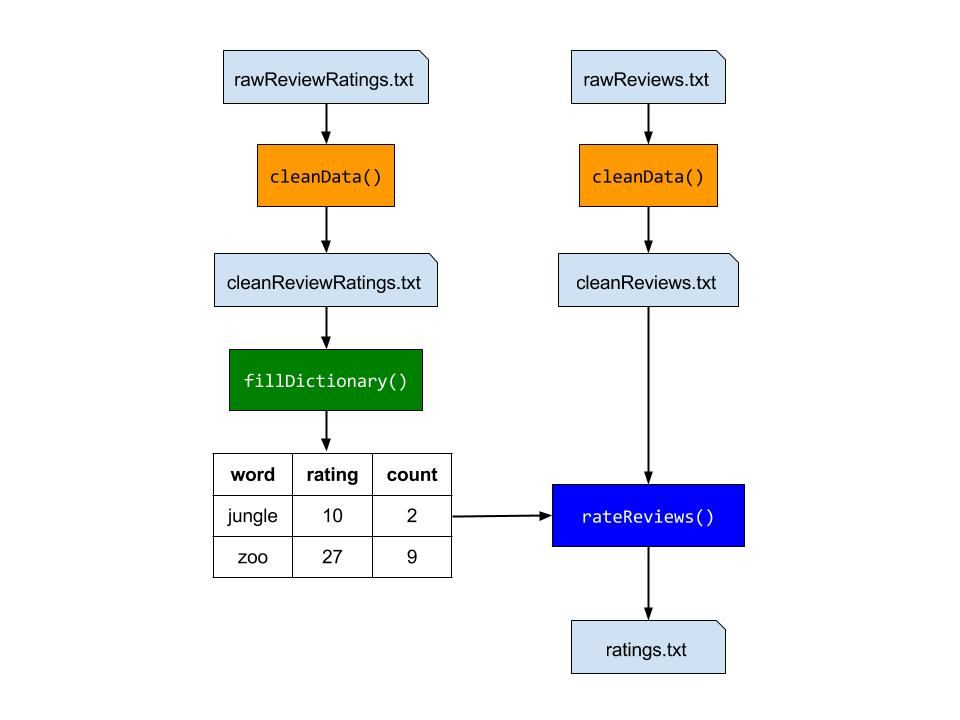 rawReviewRatings.txt
rawReviews.txt
cleanData()
cleanData()
cleanReviewRatings.txt
cleanReviews.txt
fillDictionary()
word rating count
jungle 10 2
zoo 27 9
rateReviews()
ratings.txt